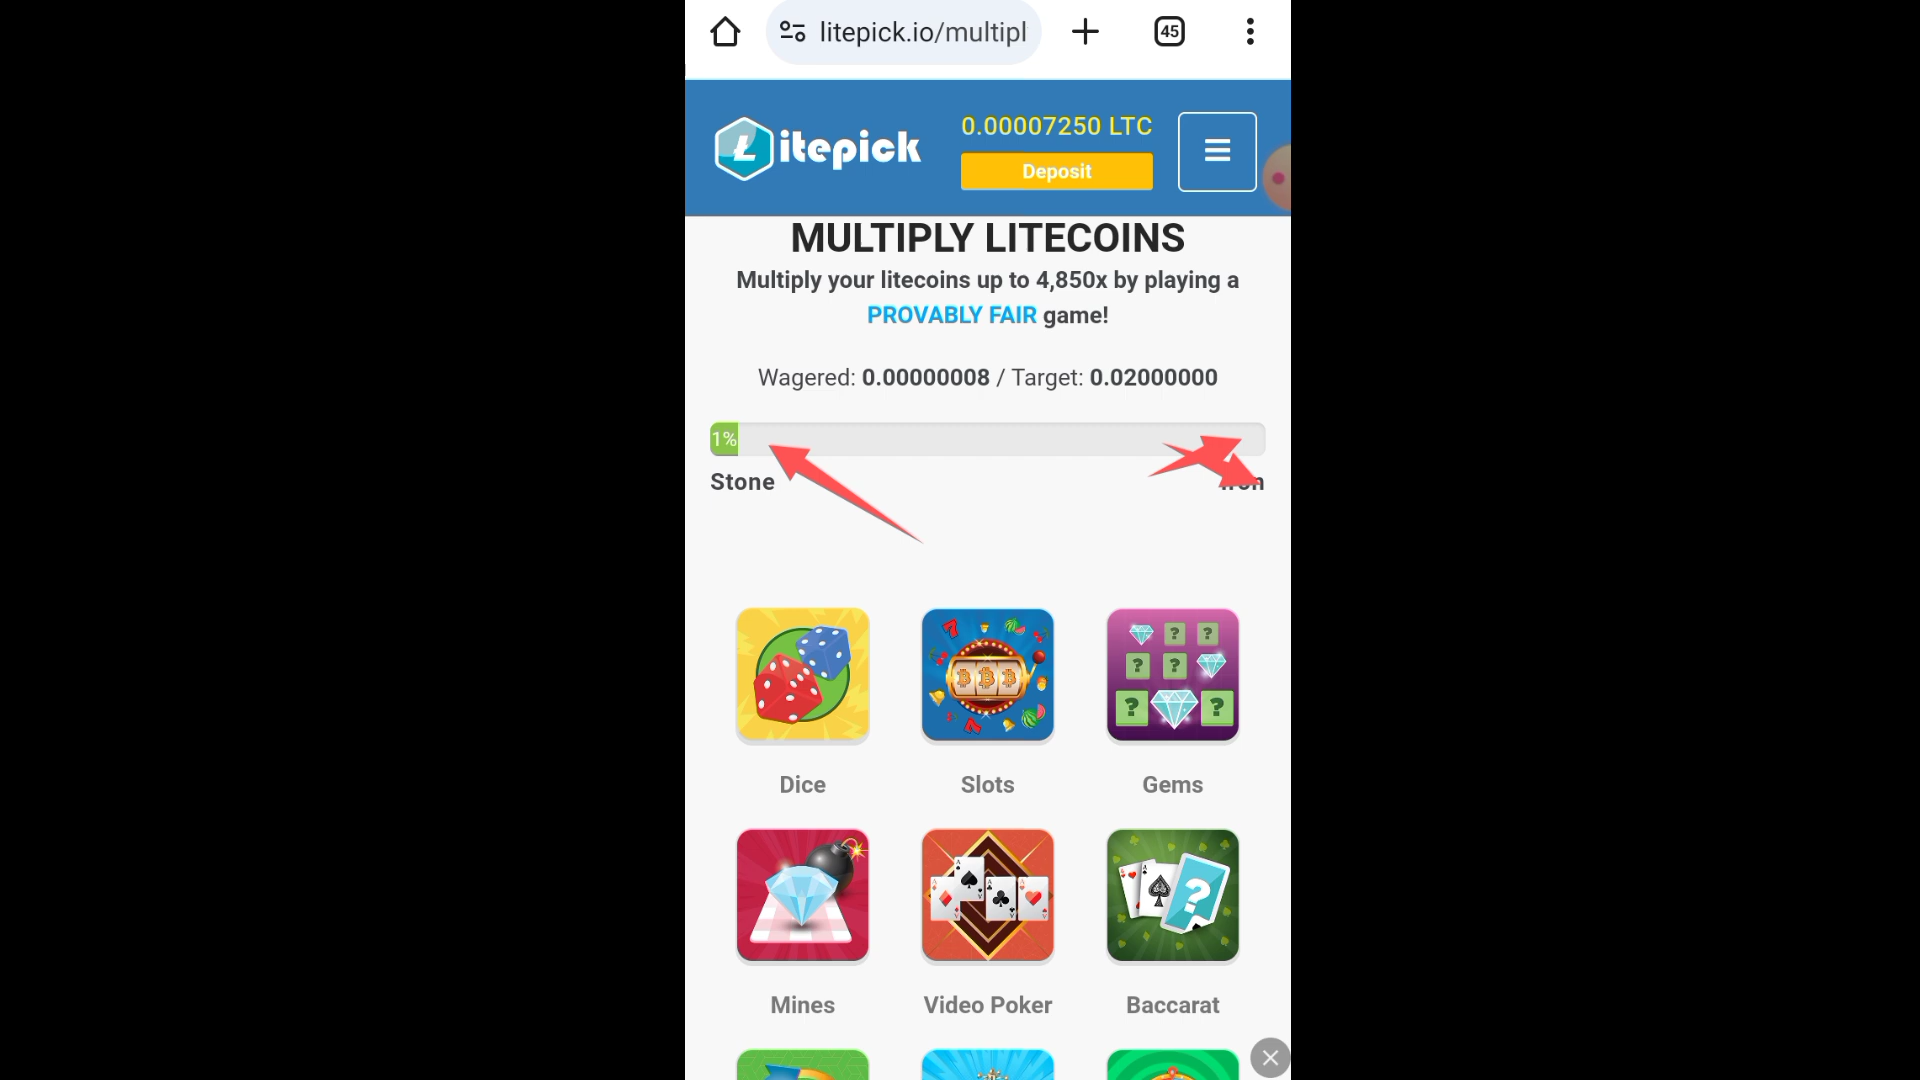 litepick.io/multipl
45
Litepick
0.00007250 LTC
Deposit
MULTIPLY LITECOINS
Multiply your litecoins up to 4,850x by playing a
PROVABLY FAIR game!
Wagered: 0.00000008 / Target: 0.02000000
1%
Stone
Dice
Slots
Gems
Mines
Video Poker
Baccarat